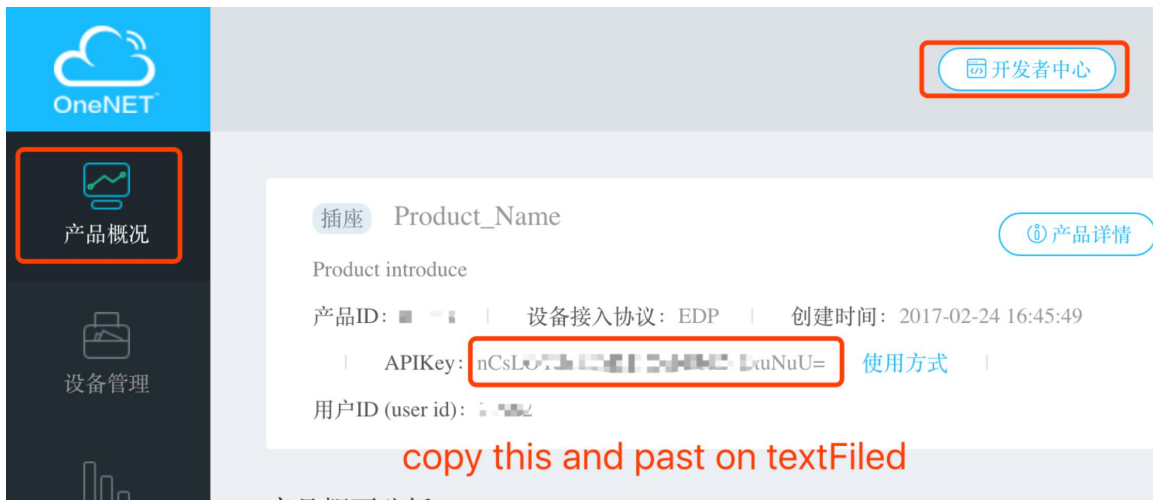 OneNET
开发者中心
产品概况
插座 Product_Name
产品详情
Product introduce
产品ID: 设备接入协议: EDP 创建时间: 2017-02-24 16:45:49
APIKey: nCsL uNuU= 使用方式
设备管理
用户ID (user id):
copy this and past on textFiled